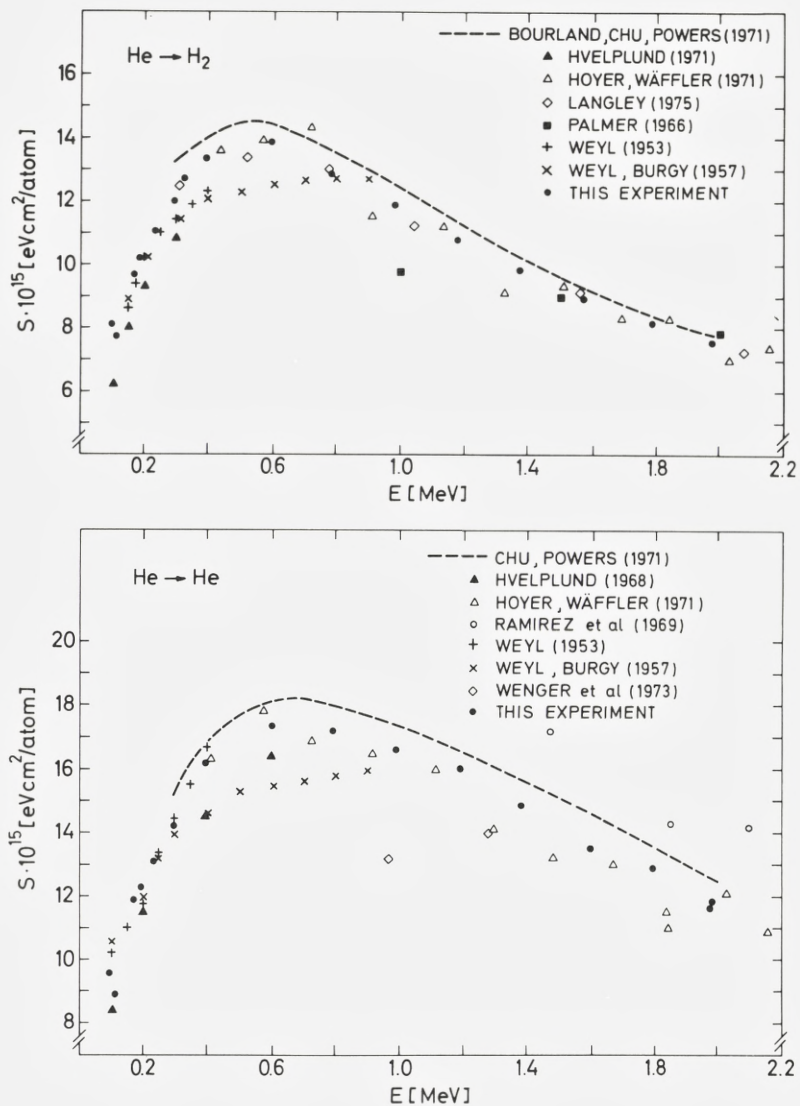 He → H₂
BOURLAND, CHU, POWERS (1971)
HVELPLUND (1971)
HOYER, WÄFFLER (1971)
LANGLEY (1975)
PALMER (1966)
WEYL (1953)
WEYL, BURGY (1957)
THIS EXPERIMENT
S·10¹⁵ [eVcm²/atom]
16
14
12
10
8
6
0.2 0.6 1.0 1.4 1.8 2.2
E [MeV]
He → He
CHU, POWERS (1971)
HVELPLUND (1968)
HOYER, WÄFFLER (1971)
RAMIREZ et al (1969)
WEYL (1953)
WEYL, BURGY (1957)
WENGER et al (1973)
THIS EXPERIMENT
S·10¹⁵ [eVcm²/atom]
20
18
16
14
12
10
8
0.2 0.6 1.0 1.4 1.8 2.2
E [MeV]